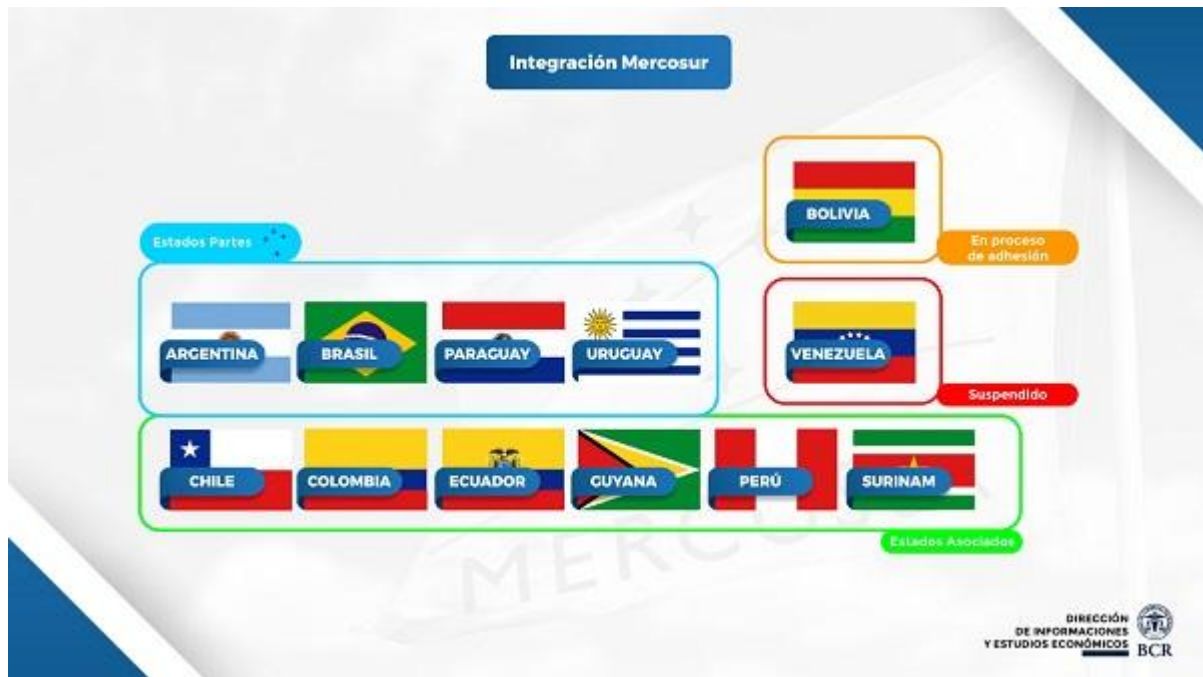 Integración Mercosur
BOLIVIA
En proceso
de adhesión
Estados Partes
ARGENTINA
BRASIL
PARAGUAY
URUGUAY
VENEZUELA
Suspendido
CHILE
COLOMBIA
ECUADOR
GUYANA
PERÚ
SURINAM
Estados Asociados
MERCOSUR
DIRECCIÓN
DE INFORMACIONES
Y ESTUDIOS ECONÓMICOS
BCR